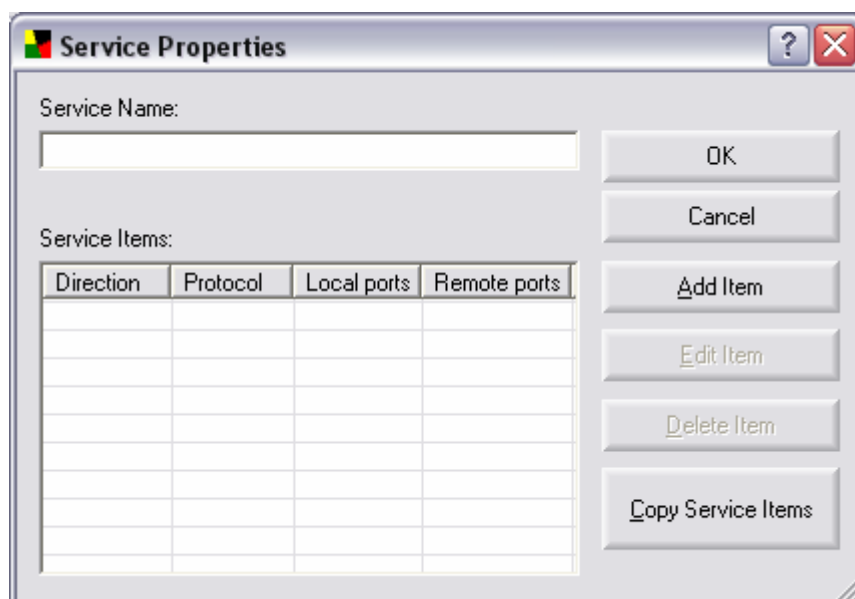 Service Properties
?
Service Name:
OK
Cancel
Service Items:
Direction Protocol Local ports Remote ports
Add Item
Edit Item
Delete Item
Copy Service Items